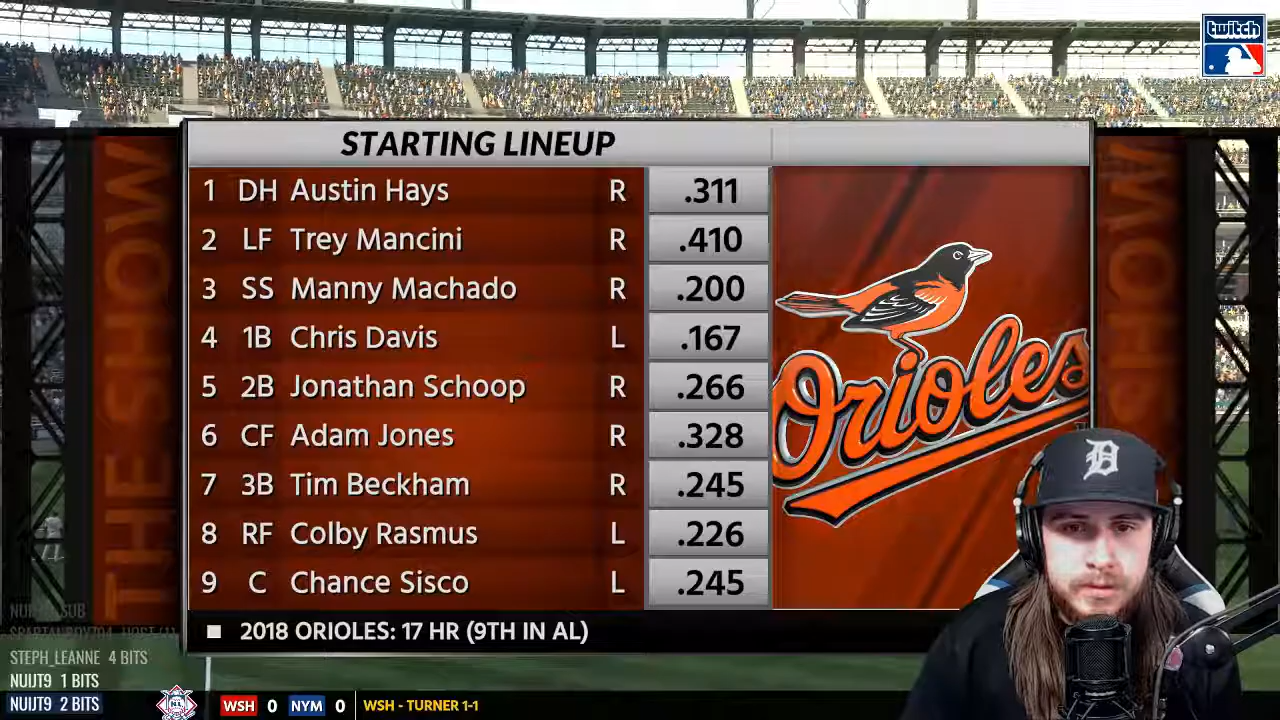 twitch
STARTING LINEUP
1 DH Austin Hays R .311
2 LF Trey Mancini R .410
3 SS Manny Machado R .200
4 1B Chris Davis L .167
5 2B Jonathan Schoop R .266
6 CF Adam Jones R .328
7 3B Tim Beckham R .245
8 RF Colby Rasmus L .226
9 C Chance Sisco L .245
Orioles
THE SHOW
SHOW
D
2018 ORIOLES: 17 HR (9TH IN AL)
STEPH_LEANNE 4 BITS
NUIJT9 1 BITS
NUIJT9 2 BITS
WSH 0 NYM 0 WSH - TURNER 1-1